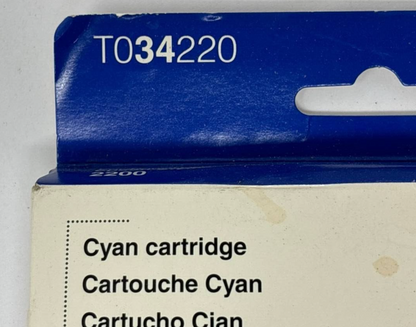 T034220
2200
Cyan cartridge
Cartouche Cyan
Cartucho Cian